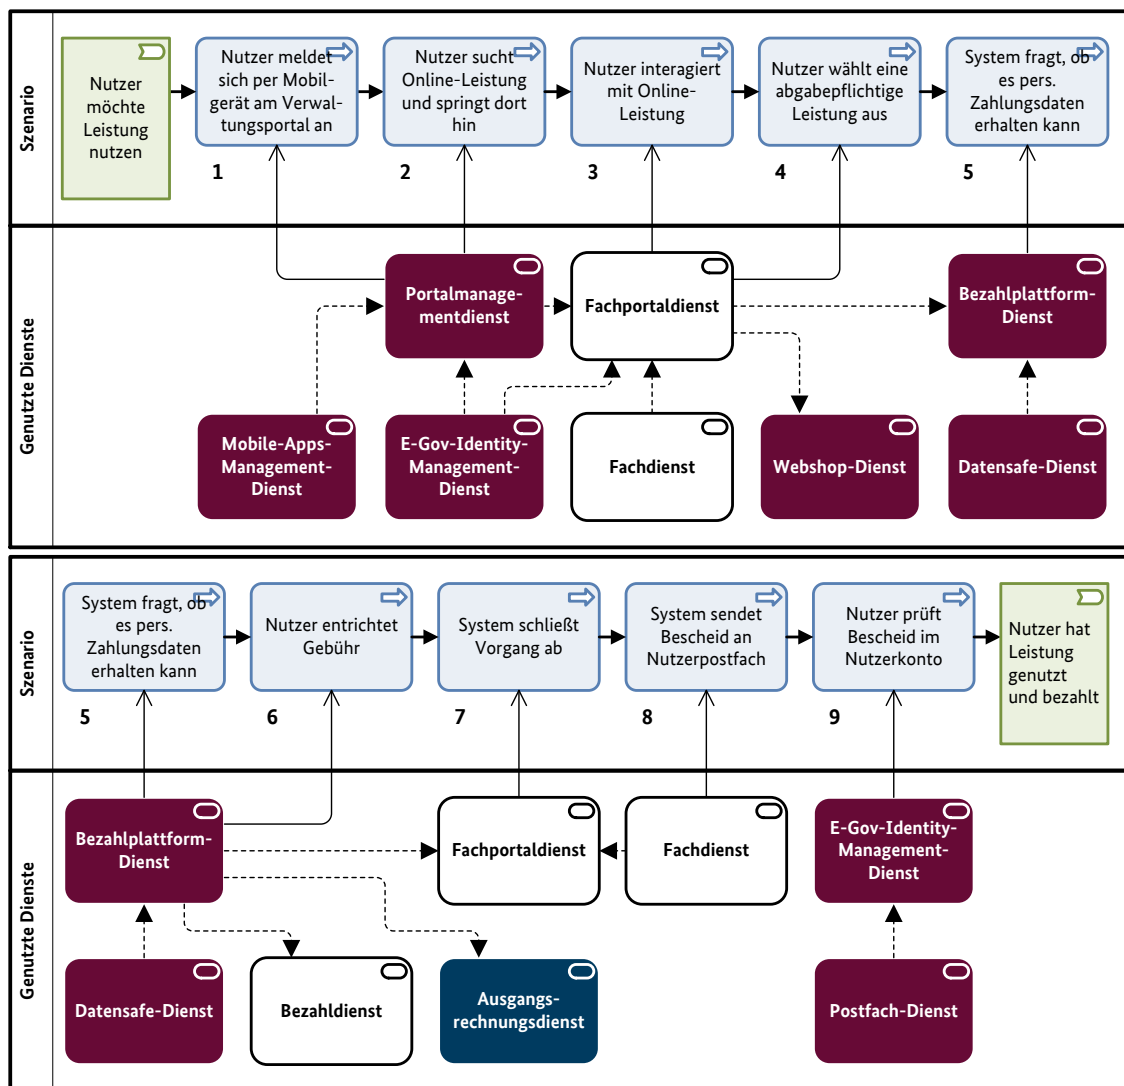 Szenario
Nutzer
möchte
Leistung
nutzen
Nutzer meldet
sich per Mobil-
gerät am Verwal-
tungsportal an
1
Nutzer sucht
Online-Leistung
und springt dort
hin
2
Nutzer interagiert
mit Online-
Leistung
3
Nutzer wählt eine
abgabepflichtige
Leistung aus
4
System fragt, ob
es pers.
Zahlungsdaten
erhalten kann
5
Genutzte Dienste
Portalmanage-
mentdienst
Fachportaldienst
Bezahlplattform-
Dienst
Mobile-Apps-
Management-
Dienst
E-Gov-Identity-
Management-
Dienst
Fachdienst
Webshop-Dienst
Datensafe-Dienst
Szenario
System fragt, ob
es pers.
Zahlungsdaten
erhalten kann
5
Nutzer entrichtet
Gebühr
6
System schließt
Vorgang ab
7
System sendet
Bescheid an
Nutzerpostfach
8
Nutzer prüft
Bescheid im
Nutzerkonto
9
Nutzer hat
Leistung
genutzt
und bezahlt
Genutzte Dienste
Bezahlplattform-
Dienst
Fachportaldienst
Fachdienst
E-Gov-Identity-
Management-
Dienst
Datensafe-Dienst
Bezahldienst
Ausgangs-
rechnungsdienst
Postfach-Dienst